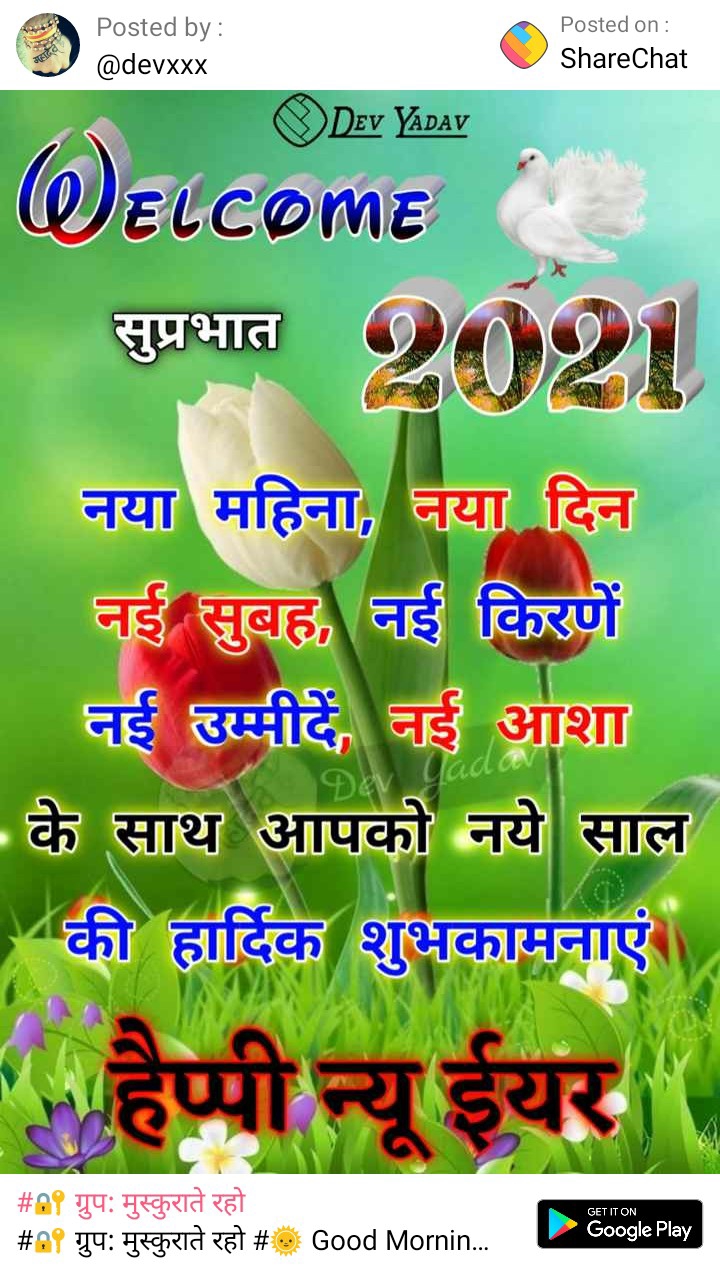 Posted by :
@devxxx
Posted on :
ShareChat
DEV YADAV
WELCOME
सुप्रभात 2021
नया महिना, नया दिन
नई सुबह, नई किरणें
नई उम्मीदें, नई आशा
Dev Yadav
के साथ आपको नये साल
की हार्दिक शुभकामनाएं
हैप्पी न्यू ईयर
#🔐 ग्रुप: मुस्कुराते रहो
#🔐 ग्रुप: मुस्कुराते रहो #🌞 Good Mornin...
GET IT ON
Google Play